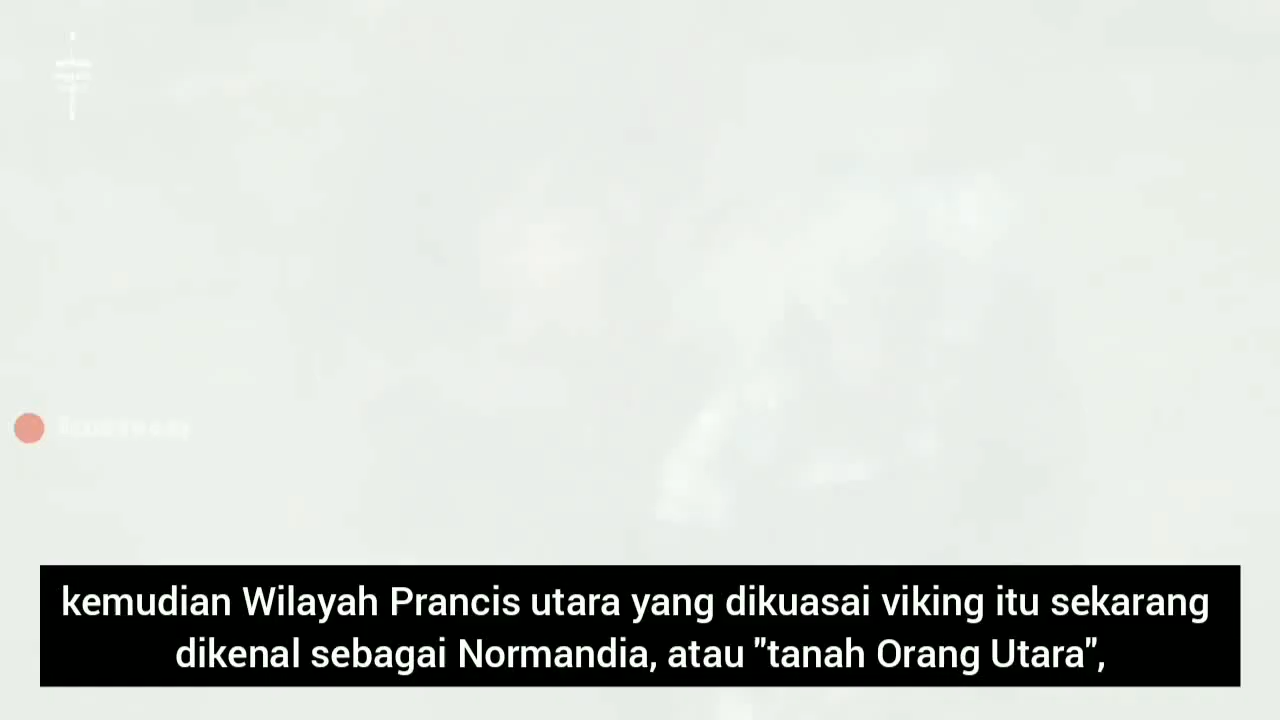 kemudian Wilayah Prancis utara yang dikuasai viking itu sekarang
dikenal sebagai Normandia, atau "tanah Orang Utara",